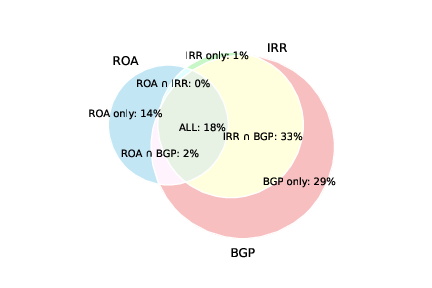 IRR
IRR only: 1%
ROA
ROA ∩ IRR: 0%
ROA only: 14%
ALL: 18%
IRR ∩ BGP: 33%
ROA ∩ BGP: 2%
BGP only: 29%
BGP